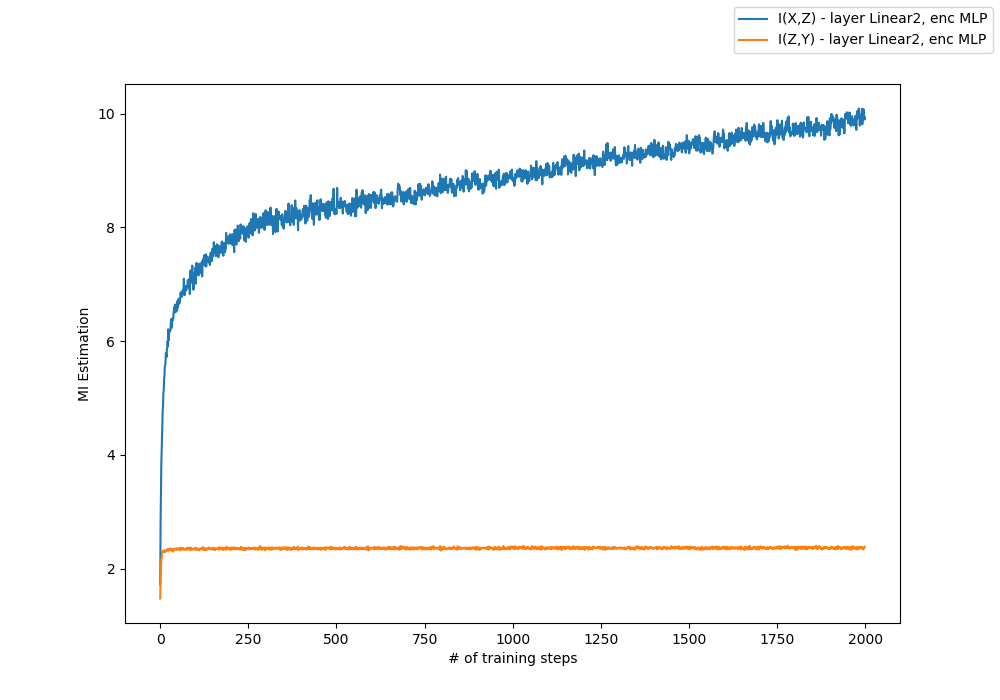 I(X,Z) - layer Linear2, enc MLP
I(Z,Y) - layer Linear2, enc MLP
10
8
6
4
2
MI Estimation
0 250 500 750 1000 1250 1500 1750 2000
# of training steps